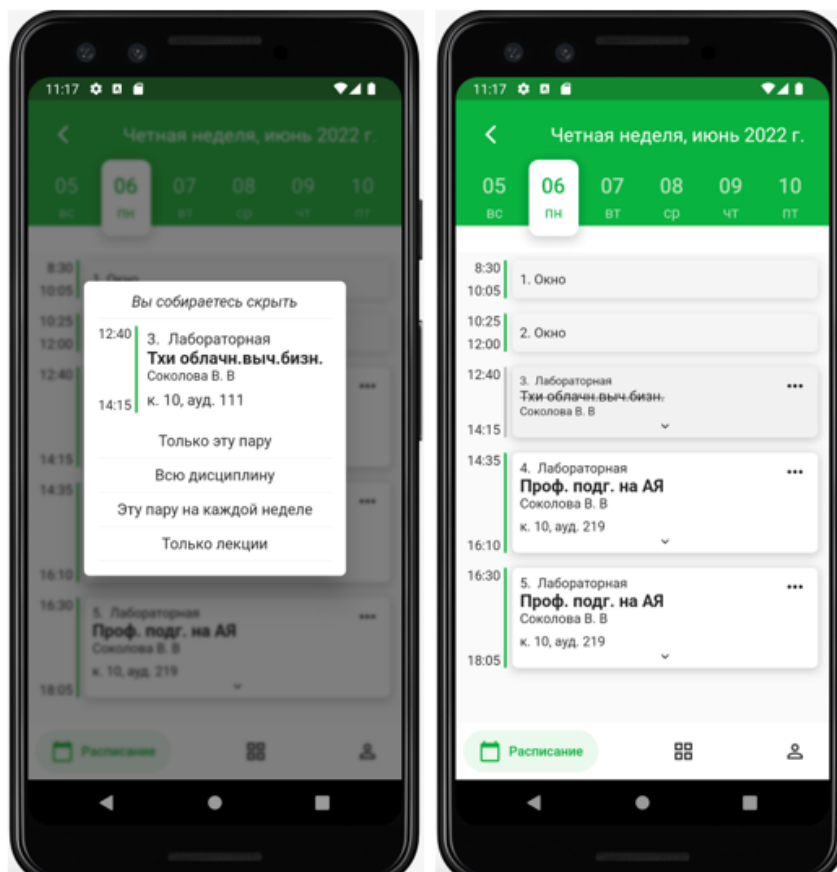 11:17
Четная неделя, июнь 2022 г.
05 06 07 08 09 10
вс пн вт ср чт пт
8:30
10:05
1. Окно
10:25
12:00
12:40
14:15
14:35
16:10
Вы собираетесь скрыть
12:40
14:15
3. Лабораторная
Тхи облачн.выч.бизн.
Соколова В. В
к. 10, ауд. 111
Только эту пару
Всю дисциплину
Эту пару на каждой неделе
Только лекции
16:30
18:05
5. Лабораторная
Проф. подг. на АЯ
Соколова В. В
к. 10, ауд. 219
Расписание
11:17
Четная неделя, июнь 2022 г.
05 06 07 08 09 10
вс пн вт ср чт пт
8:30
10:05
1. Окно
10:25
12:00
2. Окно
12:40
14:15
3. Лабораторная
Тхи облачн.выч.бизн.
Соколова В. В
14:35
16:10
4. Лабораторная
Проф. подг. на АЯ
Соколова В. В
к. 10, ауд. 219
16:30
18:05
5. Лабораторная
Проф. подг. на АЯ
Соколова В. В
к. 10, ауд. 219
Расписание